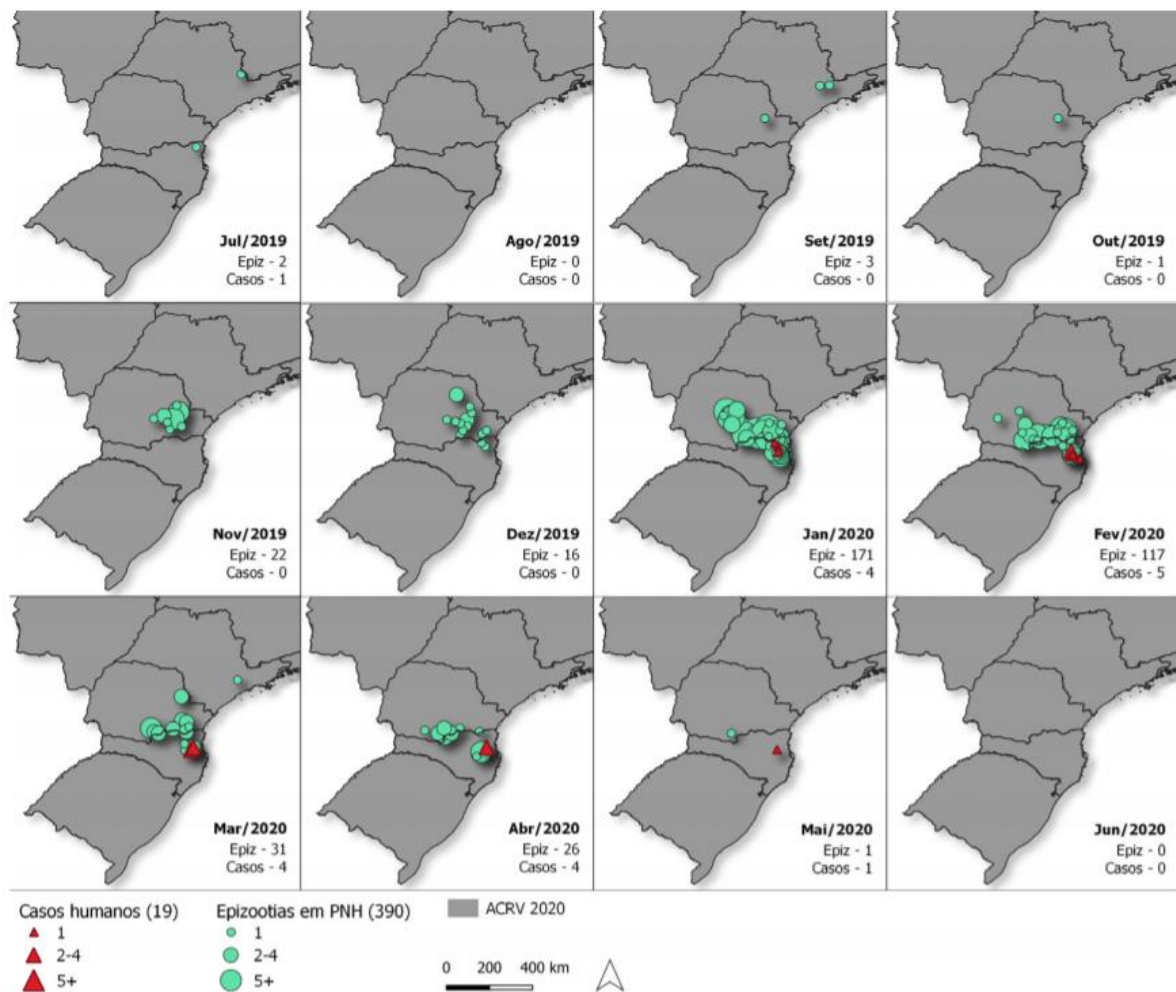 Jul/2019
Epiz - 2
Casos - 1
Ago/2019
Epiz - 0
Casos - 0
Set/2019
Epiz - 3
Casos - 0
Out/2019
Epiz - 1
Casos - 0
Nov/2019
Epiz - 22
Casos - 0
Dez/2019
Epiz - 16
Casos - 0
Jan/2020
Epiz - 171
Casos - 4
Fev/2020
Epiz - 117
Casos - 5
Mar/2020
Epiz - 31
Casos - 4
Abr/2020
Epiz - 26
Casos - 4
Mai/2020
Epiz - 1
Casos - 1
Jun/2020
Epiz - 0
Casos - 0
Casos humanos (19)
1
2-4
5+
Epizootias em PNH (390)
1
2-4
5+
ACRV 2020
0 200 400 km